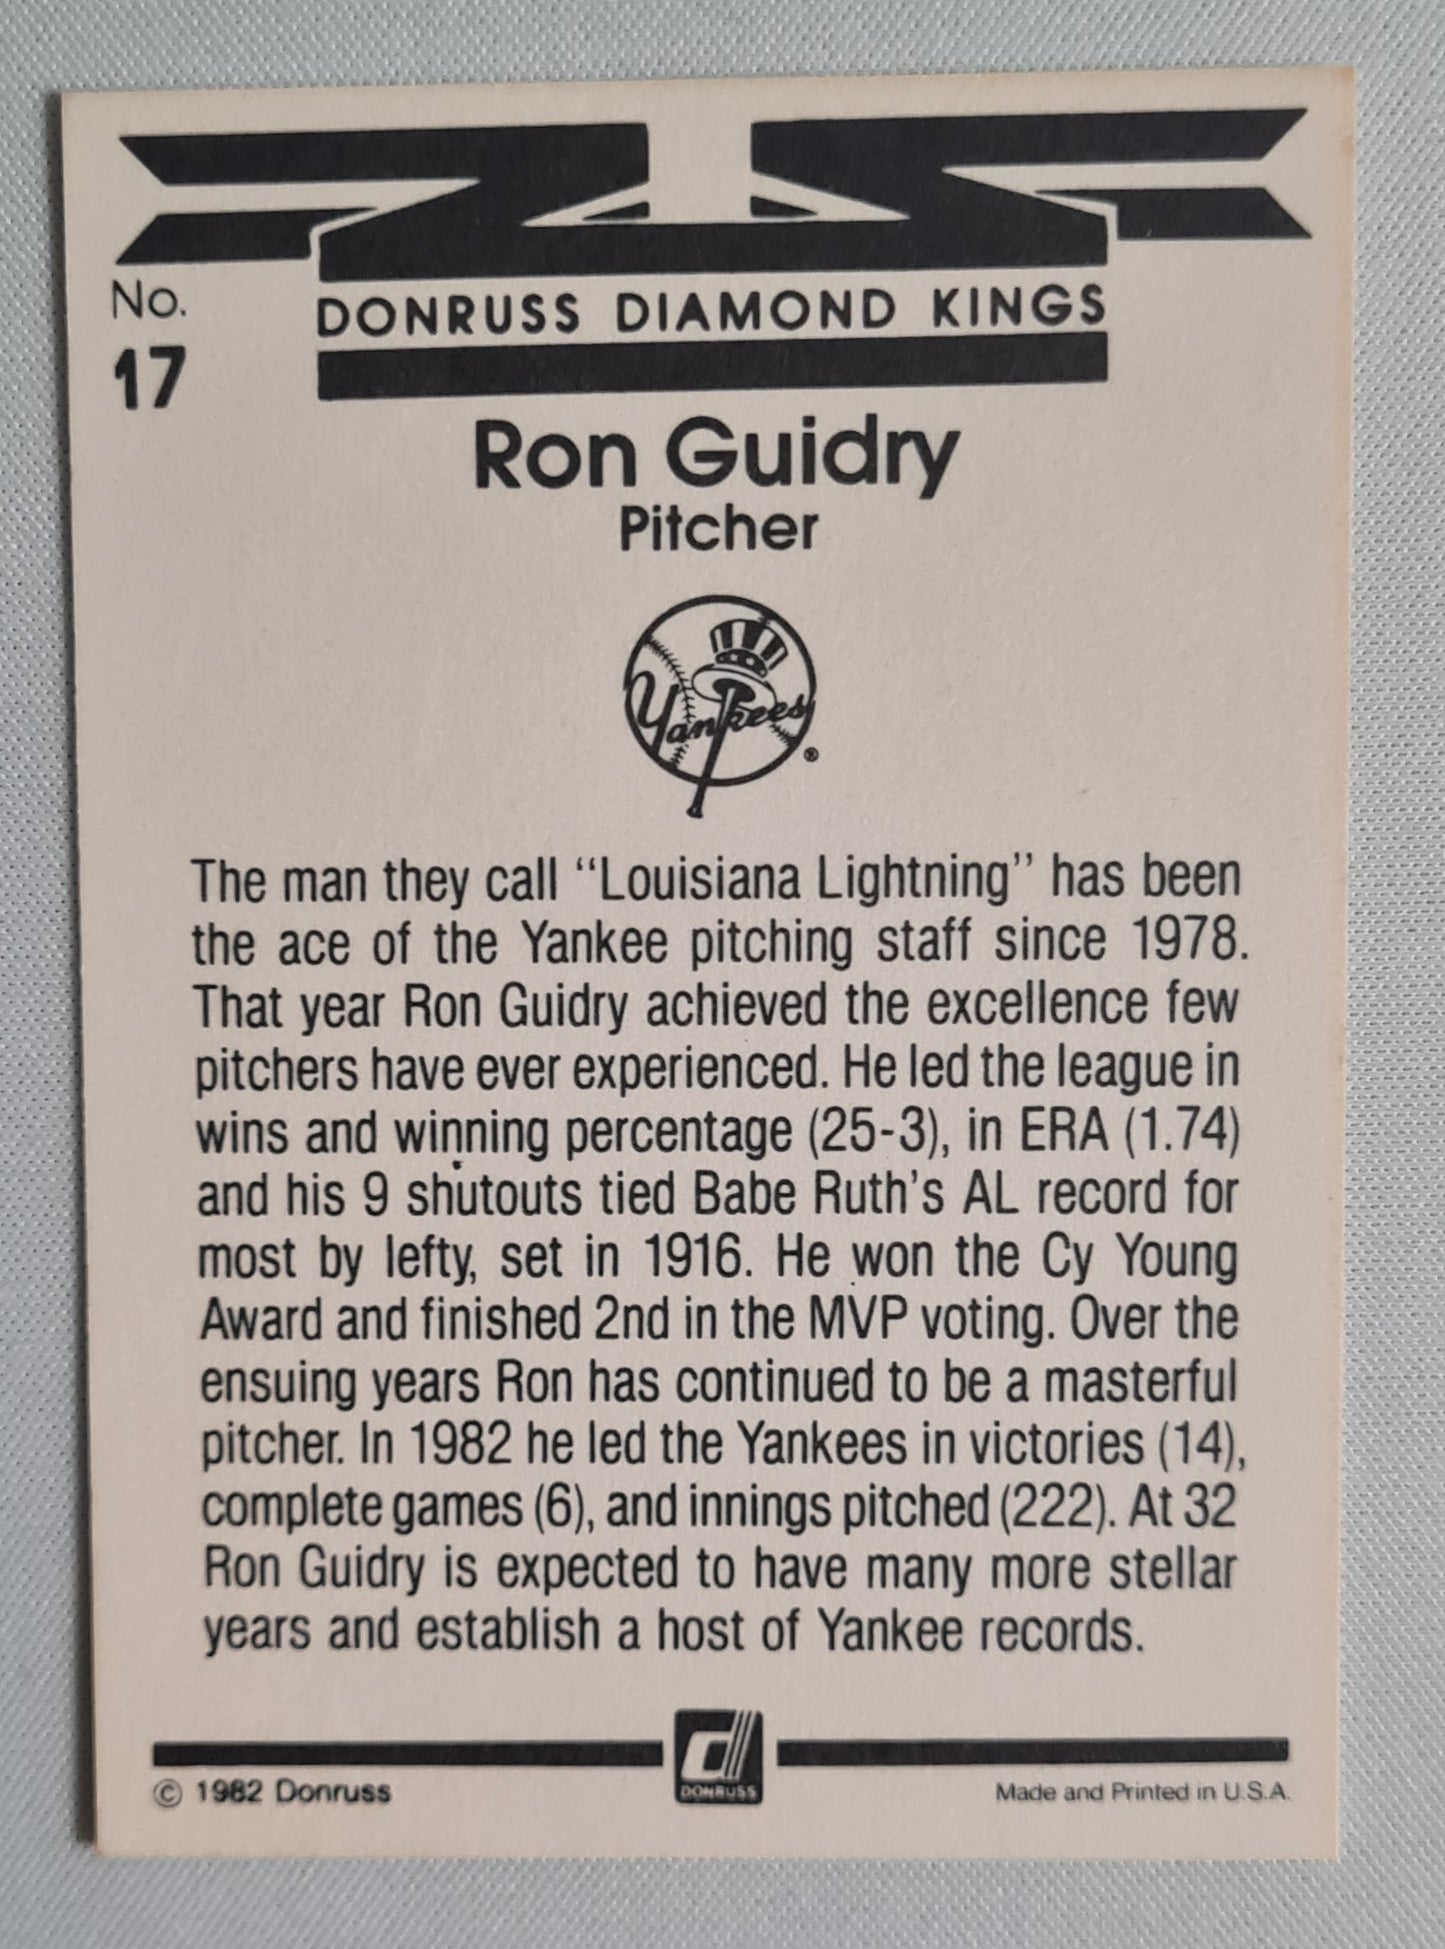 No.
17
DONRUSS DIAMOND KINGS
Ron Guidry
Pitcher
Yankees
®
The man they call “Louisiana Lightning” has been
the ace of the Yankee pitching staff since 1978.
That year Ron Guidry achieved the excellence few
pitchers have ever experienced. He led the league in
wins and winning percentage (25-3), in ERA (1.74)
and his 9 shutouts tied Babe Ruth's AL record for
most by lefty, set in 1916. He won the Cy Young
Award and finished 2nd in the MVP voting. Over the
ensuing years Ron has continued to be a masterful
pitcher. In 1982 he led the Yankees in victories (14),
complete games (6), and innings pitched (222). At 32
Ron Guidry is expected to have many more stellar
years and establish a host of Yankee records.
DONRUSS
© 1982 Donruss
Made and Printed in U.S.A.